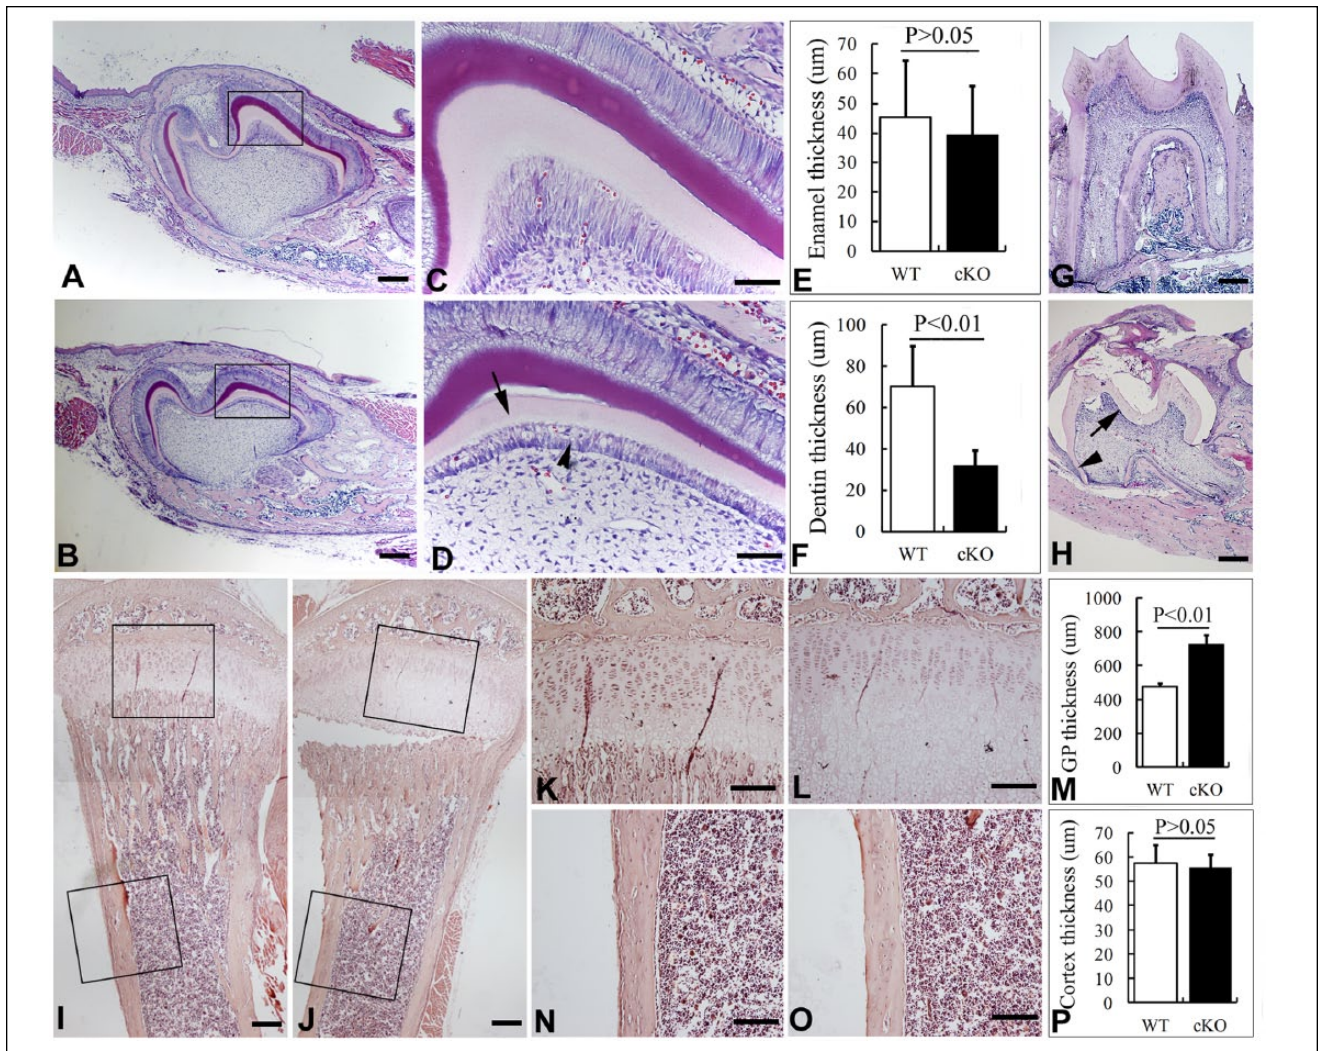 A
C
Enamel thickness (um)
70
60
50
40
30
20
10
0
P>0.05
WT
cKO
E
G
B
D
Dentin thickness (um)
100
80
60
40
20
0
P<0.01
WT
cKO
F
H
I
J
K
L
GP thickness (um)
1000
800
600
400
200
0
P<0.01
WT
cKO
M
N
O
Cortex thickness (um)
70
60
50
40
30
20
10
0
P>0.05
WT
cKO
P